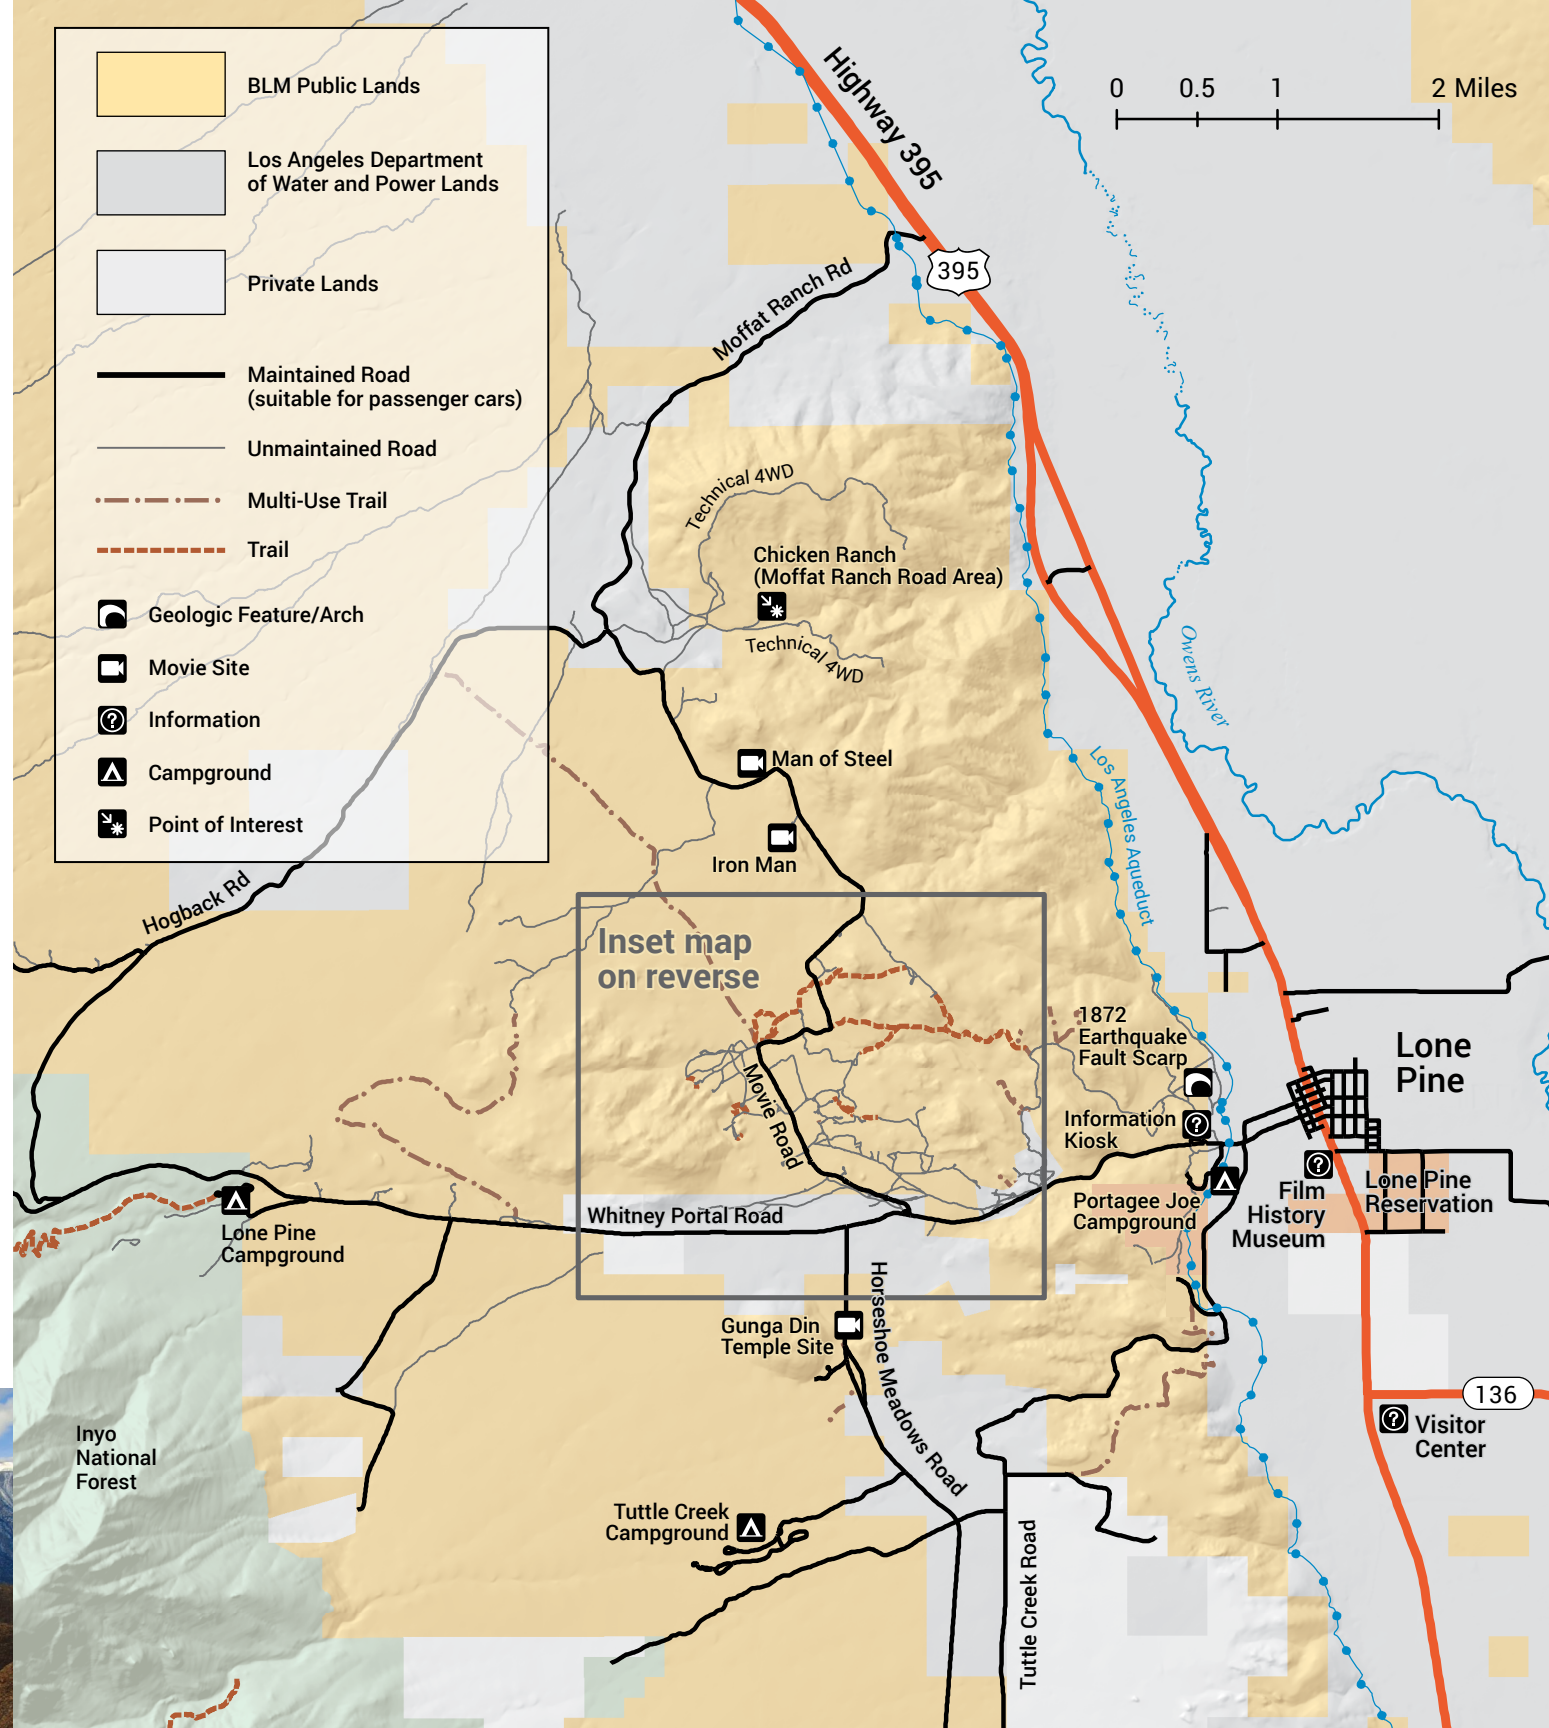 BLM Public Lands
Los Angeles Department
of Water and Power Lands
Private Lands
Maintained Road
(suitable for passenger cars)
Unmaintained Road
Multi-Use Trail
Trail
Geologic Feature/Arch
Movie Site
Information
Campground
Point of Interest
Highway 395
0 0.5 1 2 Miles
395
Moffat Ranch Rd
Technical 4WD
Chicken Ranch
(Moffat Ranch Road Area)
Technical 4WD
Owens River
Man of Steel
Los Angeles Aqueduct
Iron Man
Hogback Rd
Inset map
on reverse
1872
Earthquake
Fault Scarp
Lone
Pine
Movie Road
Information
Kiosk
Lone Pine
Campground
Whitney Portal Road
Portagee Joe
Campground
Film
History
Museum
Lone Pine
Reservation
Horseshoe Meadows Road
Gunga Din
Temple Site
136
Visitor
Center
Inyo
National
Forest
Tuttle Creek
Campground
Tuttle Creek Road